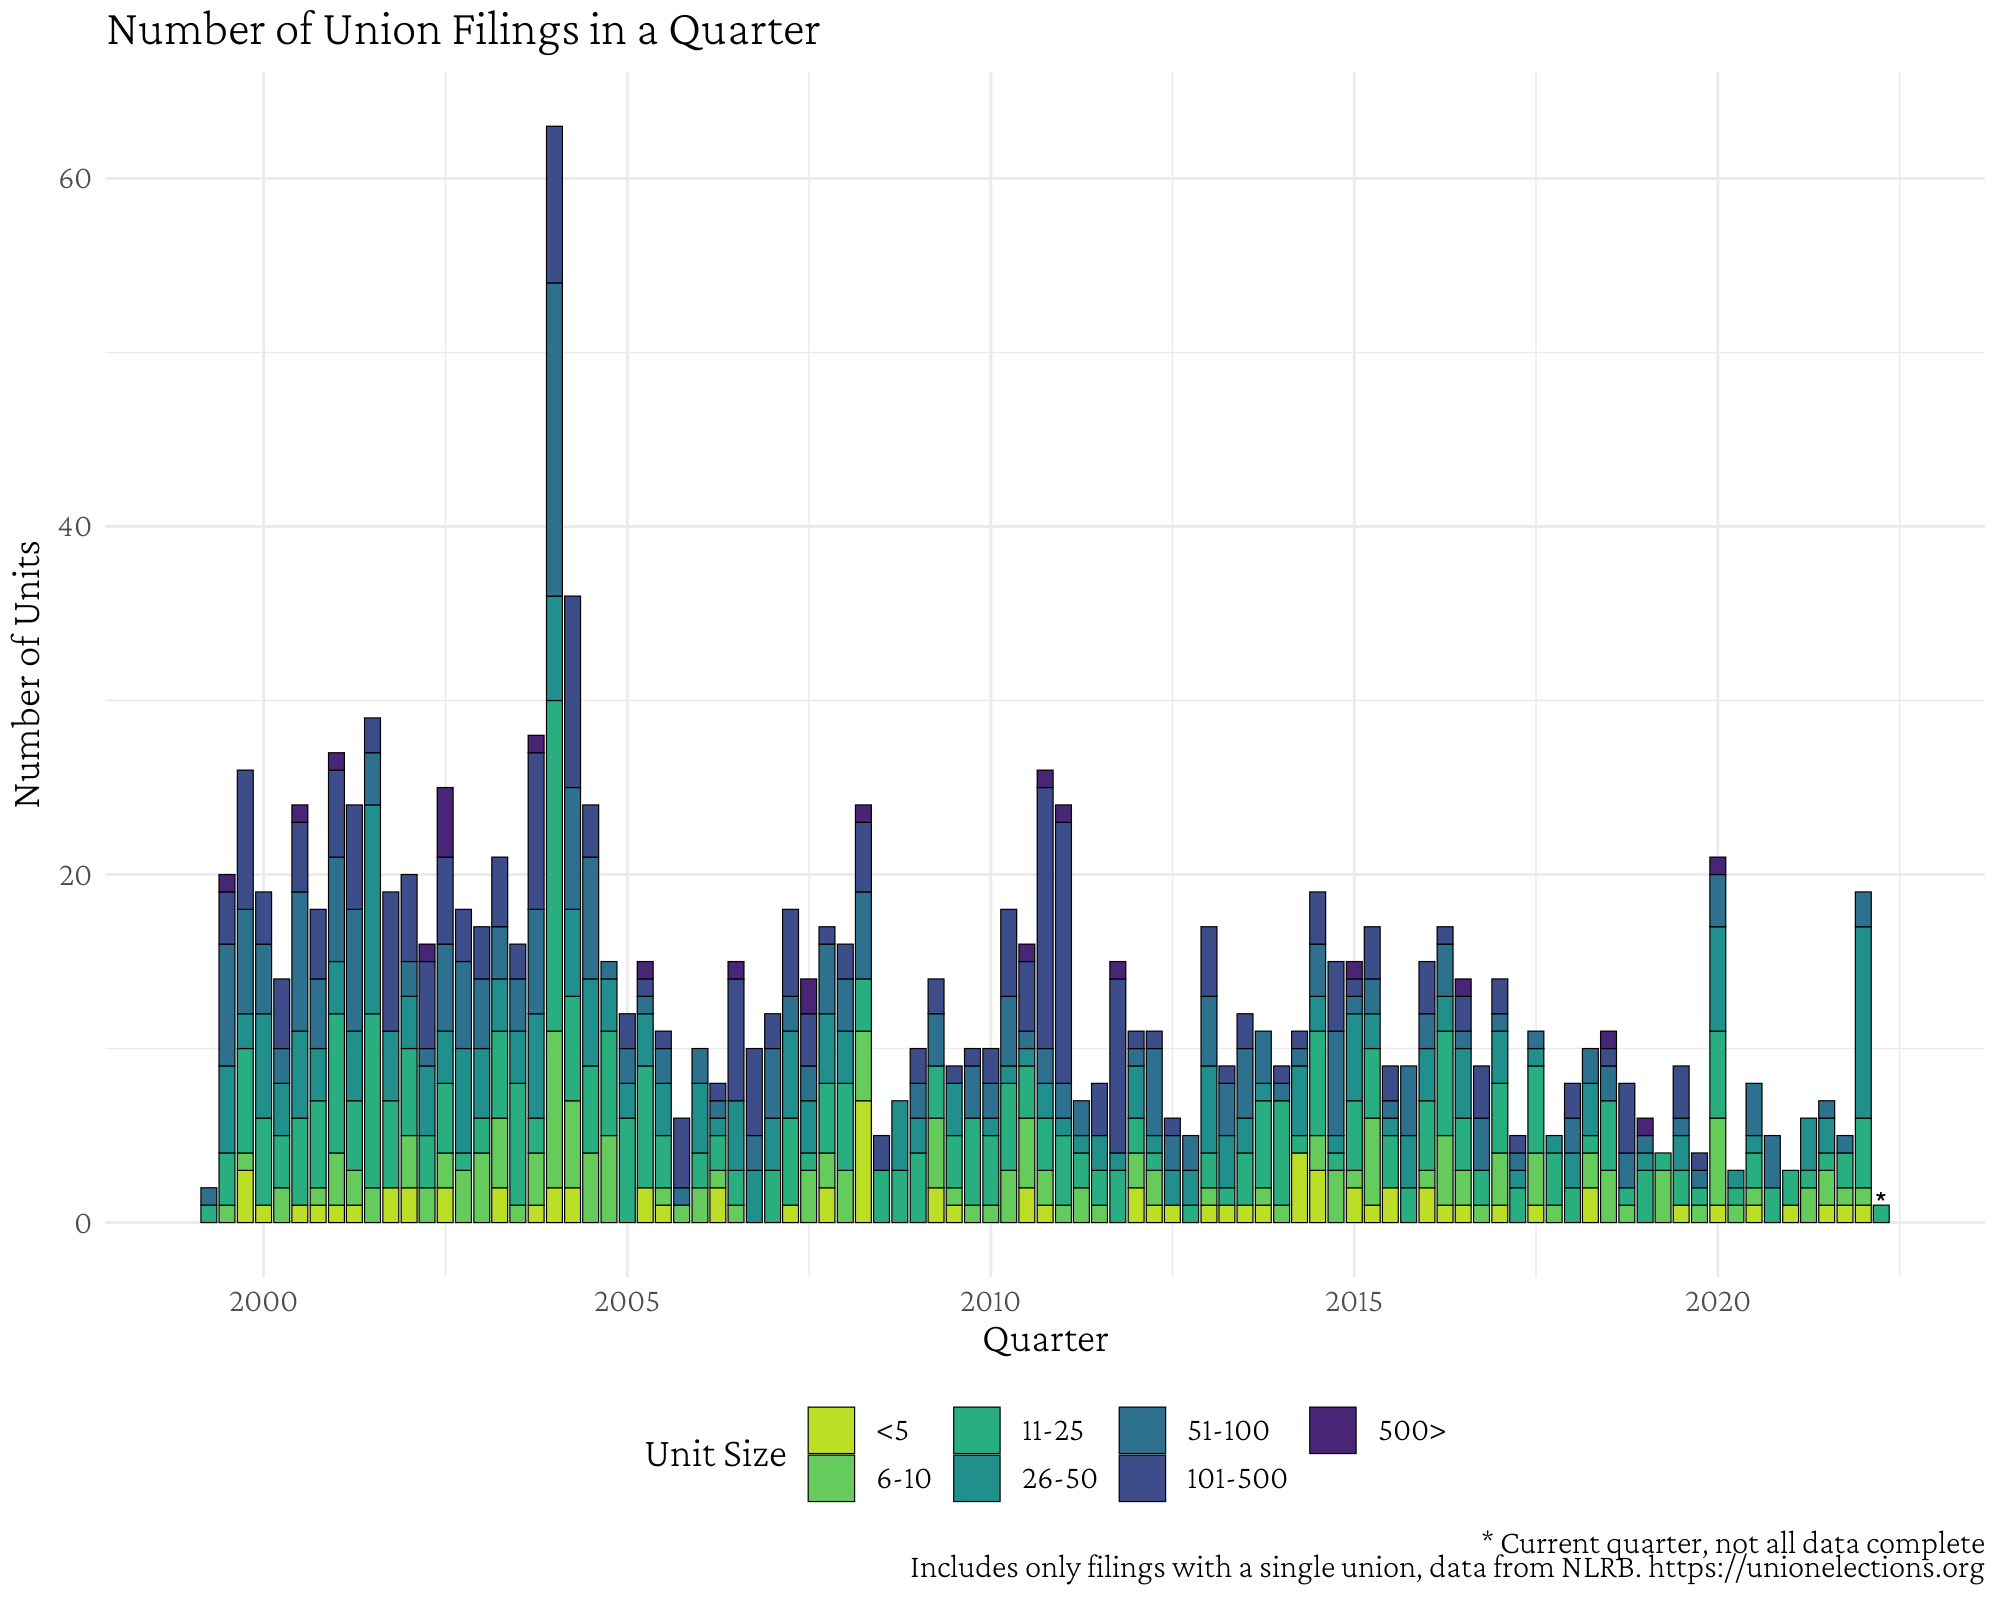 Number of Union Filings in a Quarter
Number of Units
60
40
20
0
*
2000 2005 2010 2015 2020
Quarter
Unit Size
<5 11-25 51-100 500>
6-10 26-50 101-500
* Current quarter, not all data complete
Includes only filings with a single union, data from NLRB. https://unionelections.org